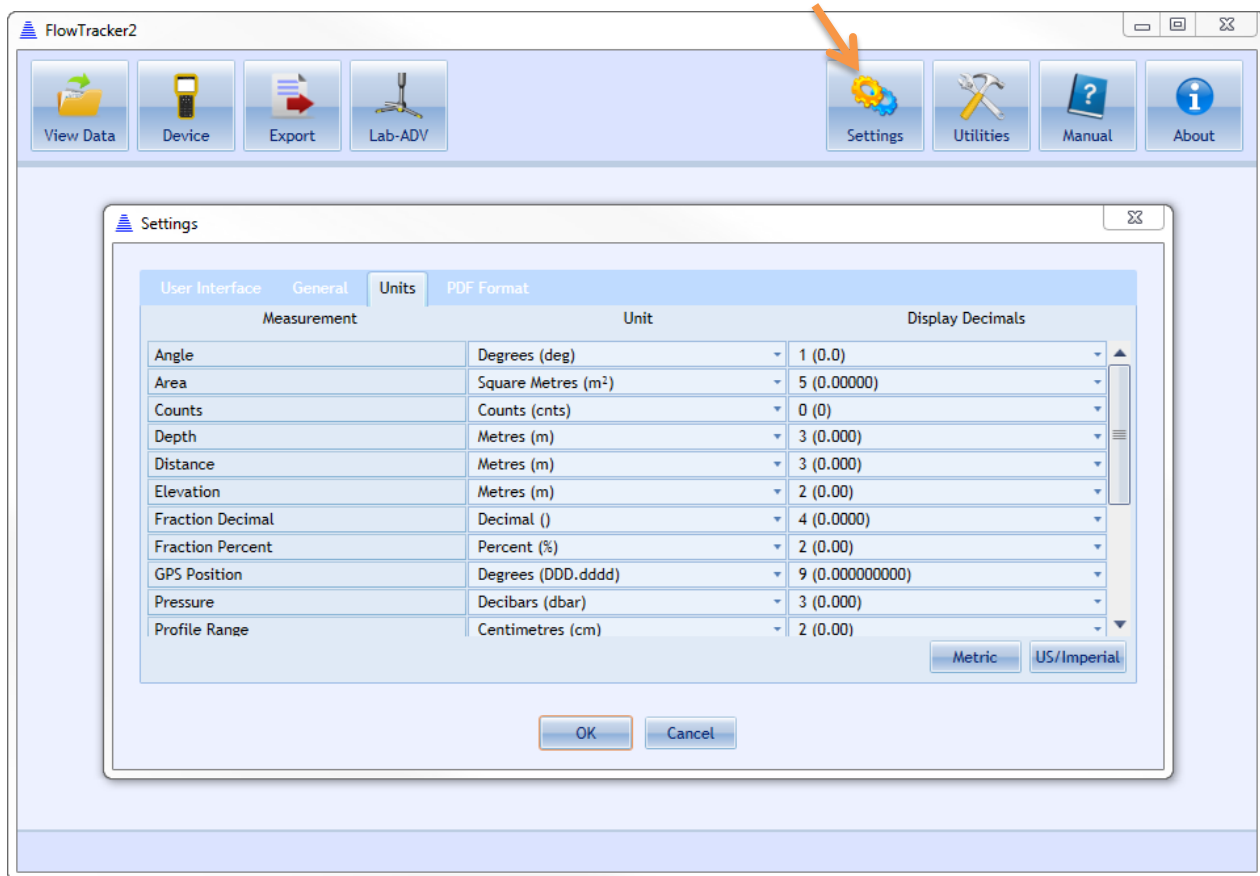 FlowTracker2
View Data Device Export Lab-ADV Settings Utilities Manual About
Settings
User Interface General Units PDF Format
Measurement Unit Display Decimals
Angle Degrees (deg) 1 (0.0)
Area Square Metres (m²) 5 (0.00000)
Counts Counts (cnts) 0 (0)
Depth Metres (m) 3 (0.000)
Distance Metres (m) 3 (0.000)
Elevation Metres (m) 2 (0.00)
Fraction Decimal Decimal () 4 (0.0000)
Fraction Percent Percent (%) 2 (0.00)
GPS Position Degrees (DDD.dddd) 9 (0.000000000)
Pressure Decibars (dbar) 3 (0.000)
Profile Range Centimetres (cm) 2 (0.00)
Metric US/Imperial
OK Cancel